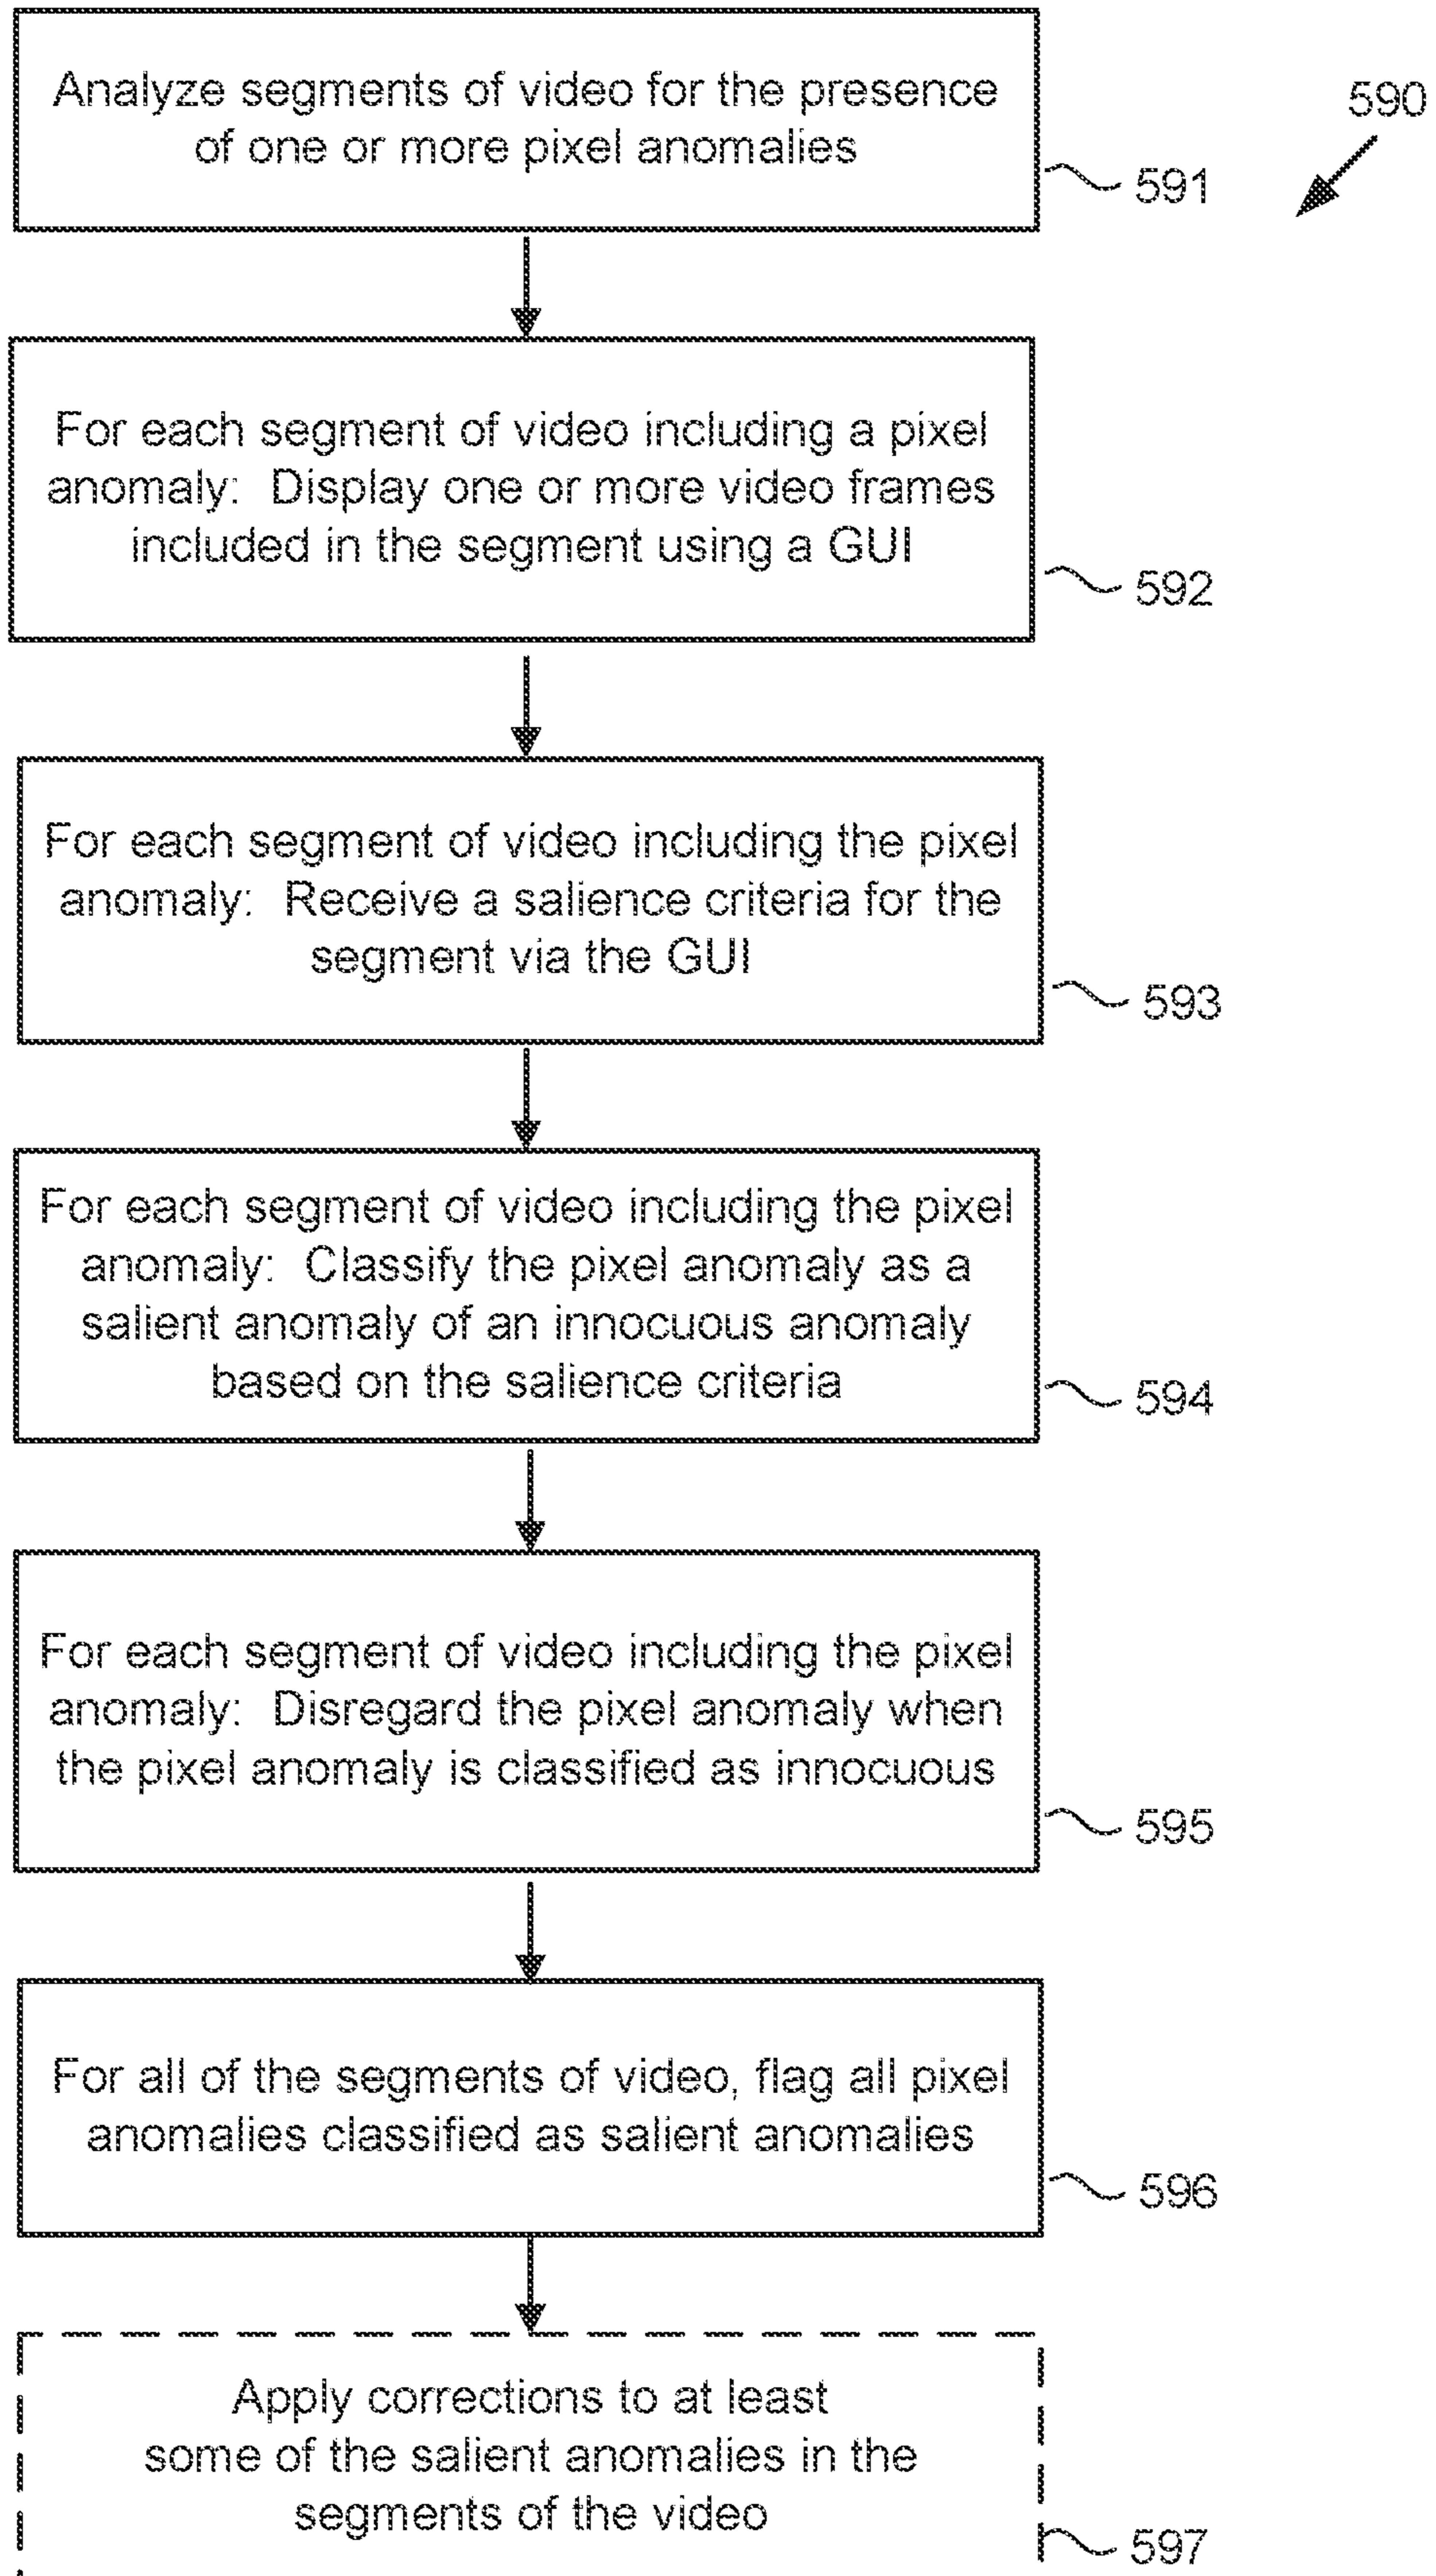 Analyze segments of video for the presence
of one or more pixel anomalies
590
591
For each segment of video including a pixel
anomaly: Display one or more video frames
included in the segment using a GUI
592
For each segment of video including the pixel
anomaly: Receive a salience criteria for the
segment via the GUI
593
For each segment of video including the pixel
anomaly: Classify the pixel anomaly as a
salient anomaly of an innocuous anomaly
based on the salience criteria
594
For each segment of video including the pixel
anomaly: Disregard the pixel anomaly when
the pixel anomaly is classified as innocuous
595
For all of the segments of video, flag all pixel
anomalies classified as salient anomalies
596
Apply corrections to at least
some of the salient anomalies in the
segments of the video
597